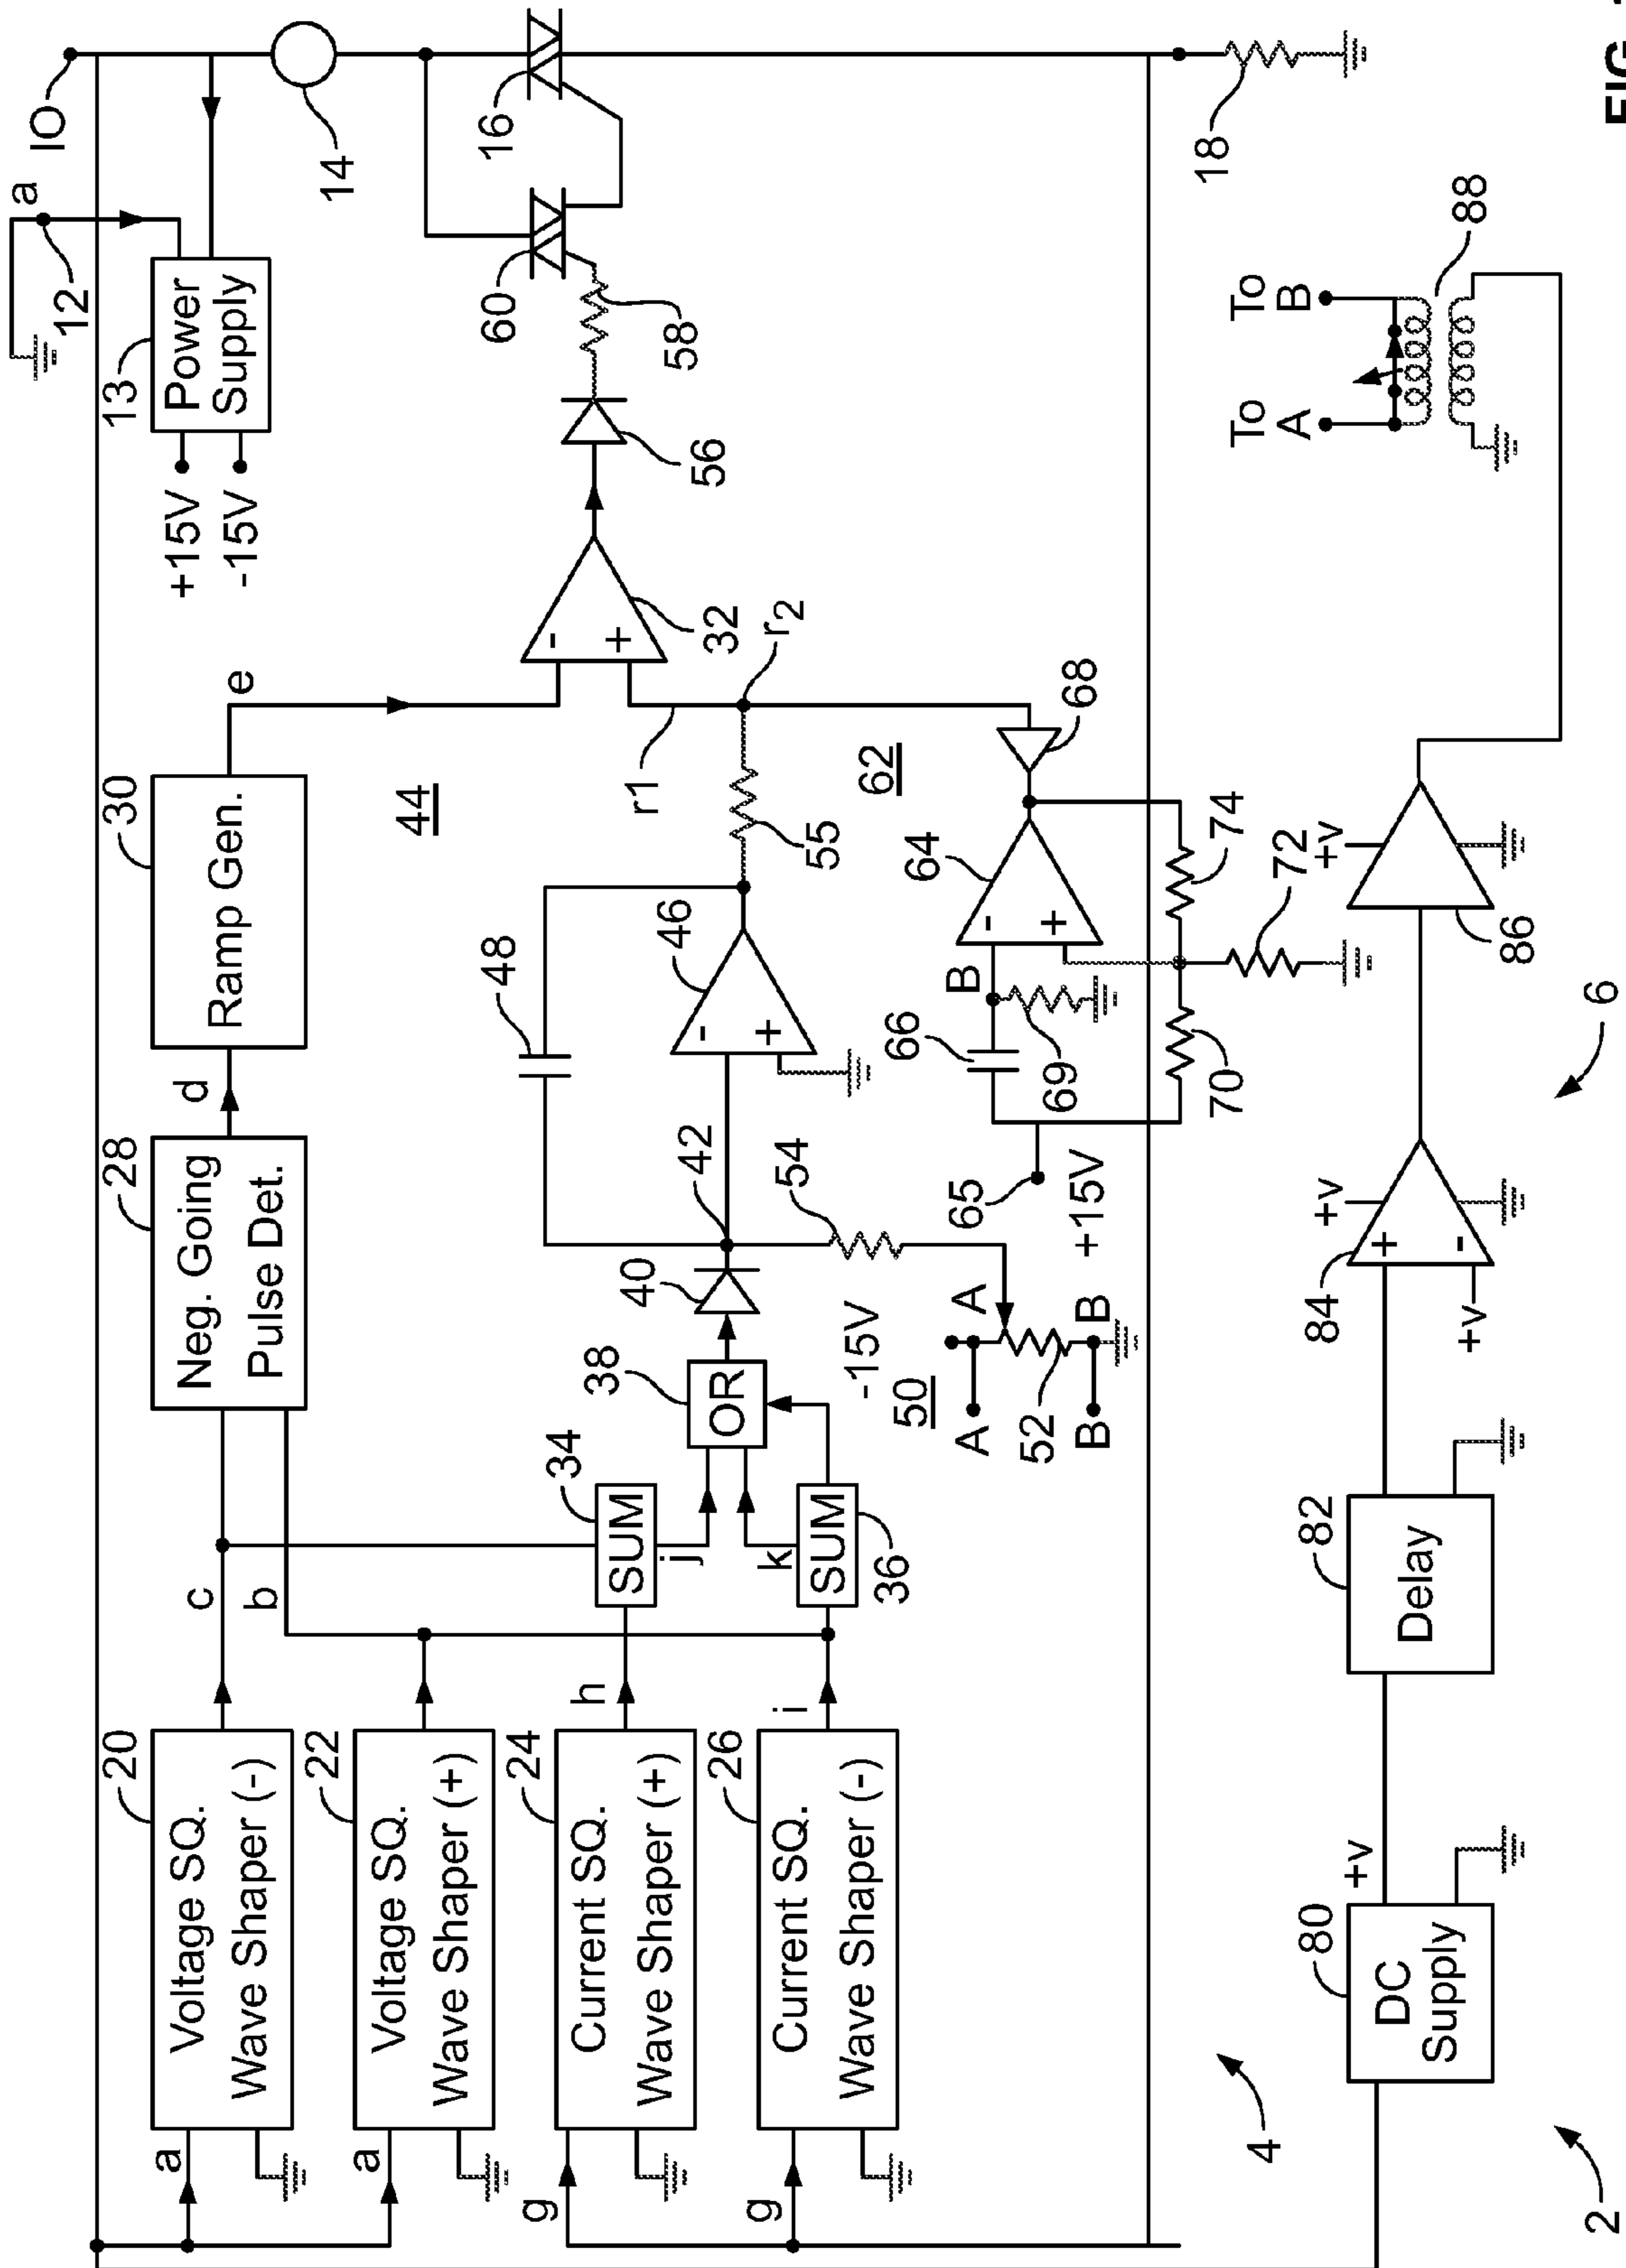 IO
a
12
13
Power
Supply
+15V
-15V
14
16
60
58
56
18
20
Voltage SQ.
Wave Shaper (-)
a
c
b
22
Voltage SQ.
Wave Shaper (+)
a
24
Current SQ.
Wave Shaper (+)
g
h
26
Current SQ.
Wave Shaper (-)
g
i
28
Neg. Going
Pulse Det.
d
30
Ramp Gen.
e
44
32
-
+
r1
r2
34
SUM
j
k
SUM
36
38
OR
40
42
48
46
-
+
55
54
-15V
50
A
A
52
B
B
62
64
-
+
68
B
66
69
65
+15V
70
72
74
4
2
6
80
DC
Supply
+v
82
Delay
84
+
-
+v
+v
86
+v
To
A
To
B
88